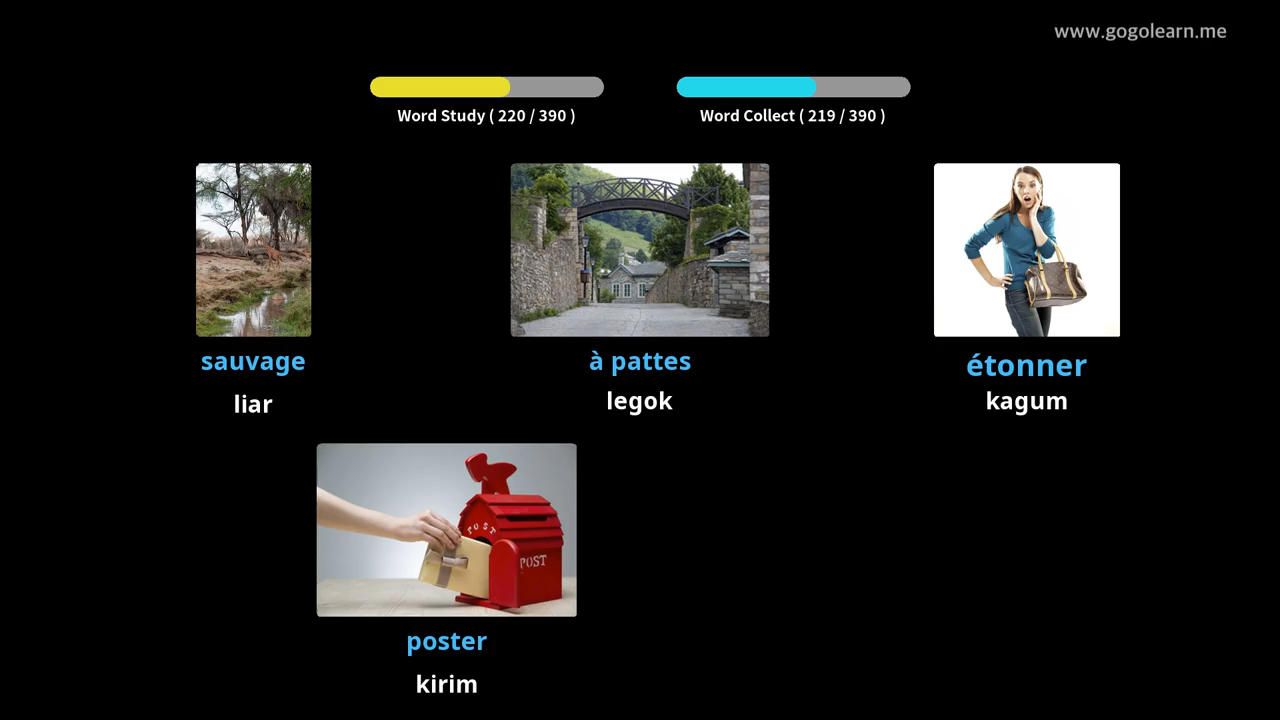 www.gogolearn.me
Word Study ( 220 / 390 )
Word Collect ( 219 / 390 )
sauvage
liar
à pattes
legok
étonner
kagum
POST
POST
poster
kirim